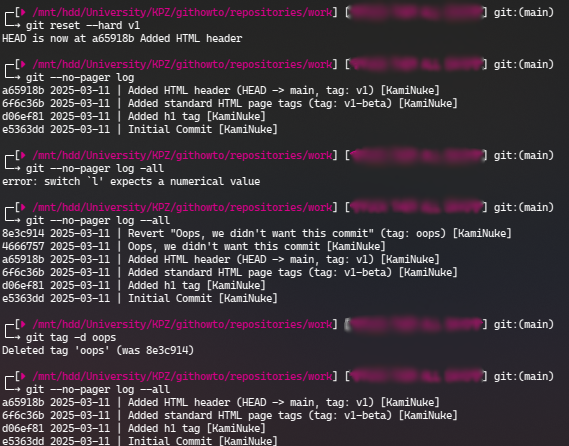 ┌─[ /mnt/hdd/University/KPZ/githowto/repositories/work] [] git:(main)
└─→ git reset --hard v1
HEAD is now at a65918b Added HTML header
┌─[ /mnt/hdd/University/KPZ/githowto/repositories/work] [] git:(main)
└─→ git --no-pager log
a65918b 2025-03-11 | Added HTML header (HEAD -> main, tag: v1) [KamiNuke]
6f6c36b 2025-03-11 | Added standard HTML page tags (tag: v1-beta) [KamiNuke]
d06ef81 2025-03-11 | Added h1 tag [KamiNuke]
e5363dd 2025-03-11 | Initial Commit [KamiNuke]
┌─[ /mnt/hdd/University/KPZ/githowto/repositories/work] [] git:(main)
└─→ git --no-pager log -all
error: switch `l' expects a numerical value
┌─[ /mnt/hdd/University/KPZ/githowto/repositories/work] [] git:(main)
└─→ git --no-pager log --all
8e3c914 2025-03-11 | Revert "Oops, we didn't want this commit" (tag: oops) [KamiNuke]
4666757 2025-03-11 | Oops, we didn't want this commit [KamiNuke]
a65918b 2025-03-11 | Added HTML header (HEAD -> main, tag: v1) [KamiNuke]
6f6c36b 2025-03-11 | Added standard HTML page tags (tag: v1-beta) [KamiNuke]
d06ef81 2025-03-11 | Added h1 tag [KamiNuke]
e5363dd 2025-03-11 | Initial Commit [KamiNuke]
┌─[ /mnt/hdd/University/KPZ/githowto/repositories/work] [] git:(main)
└─→ git tag -d oops
Deleted tag 'oops' (was 8e3c914)
┌─[ /mnt/hdd/University/KPZ/githowto/repositories/work] [] git:(main)
└─→ git --no-pager log --all
a65918b 2025-03-11 | Added HTML header (HEAD -> main, tag: v1) [KamiNuke]
6f6c36b 2025-03-11 | Added standard HTML page tags (tag: v1-beta) [KamiNuke]
d06ef81 2025-03-11 | Added h1 tag [KamiNuke]
e5363dd 2025-03-11 | Initial Commit [KamiNuke]